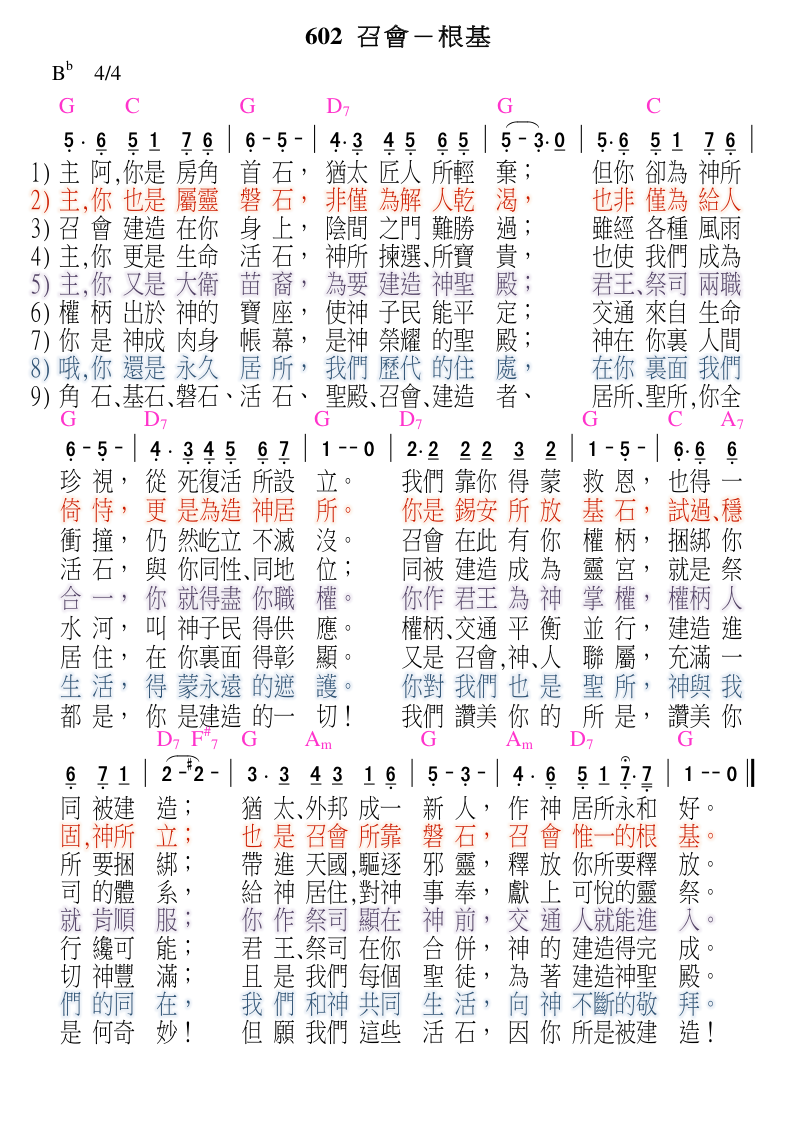 602 召會－根基
B♭ 4/4
G C G D7 G C
5·6 5 1 7 6 | 6-5- | 4·3 4 5 6 5 | 5-3·0 | 5·6 5 1 7 6 |
1) 主 阿,你是 房角 首 石， 猶太 匠人 所輕 棄； 但你 卻為 神所
2) 主,你 也是 屬靈 磐 石， 非僅 為解 人乾 渴， 也非 僅為 給人
3) 召 會 建造 在你 身 上， 陰間 之門 難勝 過； 雖經 各種 風雨
4) 主,你 更是 生命 活 石， 神所 揀選、所寶 貴， 也使 我們 成為
5) 主,你 又是 大衛 苗 裔， 為要 建造 神聖 殿； 君王、祭司 兩職
6) 權 柄 出於 神的 寶 座， 使神 子民 能平 定； 交通 來自 生命
7) 你 是 神成 肉身 帳 幕， 是神 榮耀 的聖 殿； 神在 你裏 人間
8) 哦,你 還是 永久 居 所， 我們 歷代 的住 處， 在你 裏面 我們
9) 角 石、基石、磐石、活 石、 聖殿、召會、建造 者、 居所、聖所,你全
G D7 G D7 G C A7
6-5- | 4·3 4 5 6 7 | 1--0 | 2·2 2 2 3 2 | 1-5- | 6·6 6
珍 視， 從 死復活 所設 立。 我們 靠你 得 蒙 救 恩， 也得 一
倚 恃， 更 是為造 神居 所。 你是 錫安 所 放 基 石， 試過、穩
衝 撞， 仍 然屹立 不滅 沒。 召會 在此 有 你 權 柄， 捆綁 你
活 石， 與 你同性、同地 位； 同被 建造 成 為 靈 宮， 就是 祭
合 一， 你 就得盡 你職 權。 你作 君王 為 神 掌 權， 權柄 人
水 河， 叫 神子民 得供 應。 權柄、交通 平 衡 並 行， 建造 進
居 住， 在 你裏面 得彰 顯。 又是 召會,神、人 聯 屬， 充滿 一
生 活， 得 蒙永遠 的遮 護。 你對 我們 也 是 聖 所， 神與 我
都 是， 你 是建造 的一 切！ 我們 讚美 你 的 所 是， 讚美 你
D7 F#7 G Am G Am D7 G
6 7 1 | 2-#2- | 3·3 4 3 1 6 | 5-3- | 4·6 5 1 7·7 | 1--0 ‖
同 被建 造； 猶 太、外邦 成一 新 人， 作 神 居所永和 好。
固,神所 立； 也 是 召會 所靠 磐 石， 召 會 惟一的根 基。
所 要捆 綁； 帶 進 天國,驅逐 邪 靈， 釋 放 你所要釋 放。
司 的體 系， 給 神 居住,對神 事 奉， 獻 上 可悅的靈 祭。
就 肯順 服； 你 作 祭司 顯在 神 前， 交 通 人就能進 入。
行 纔可 能； 君 王、祭司 在你 合 併， 神 的 建造得完 成。
切 神豐 滿； 且 是 我們 每個 聖 徒， 為 著 建造神聖 殿。
們 的同 在， 我 們 和神 共同 生 活， 向 神 不斷的敬 拜。
是 何奇 妙！ 但 願 我們 這些 活 石， 因 你 所是被建 造！